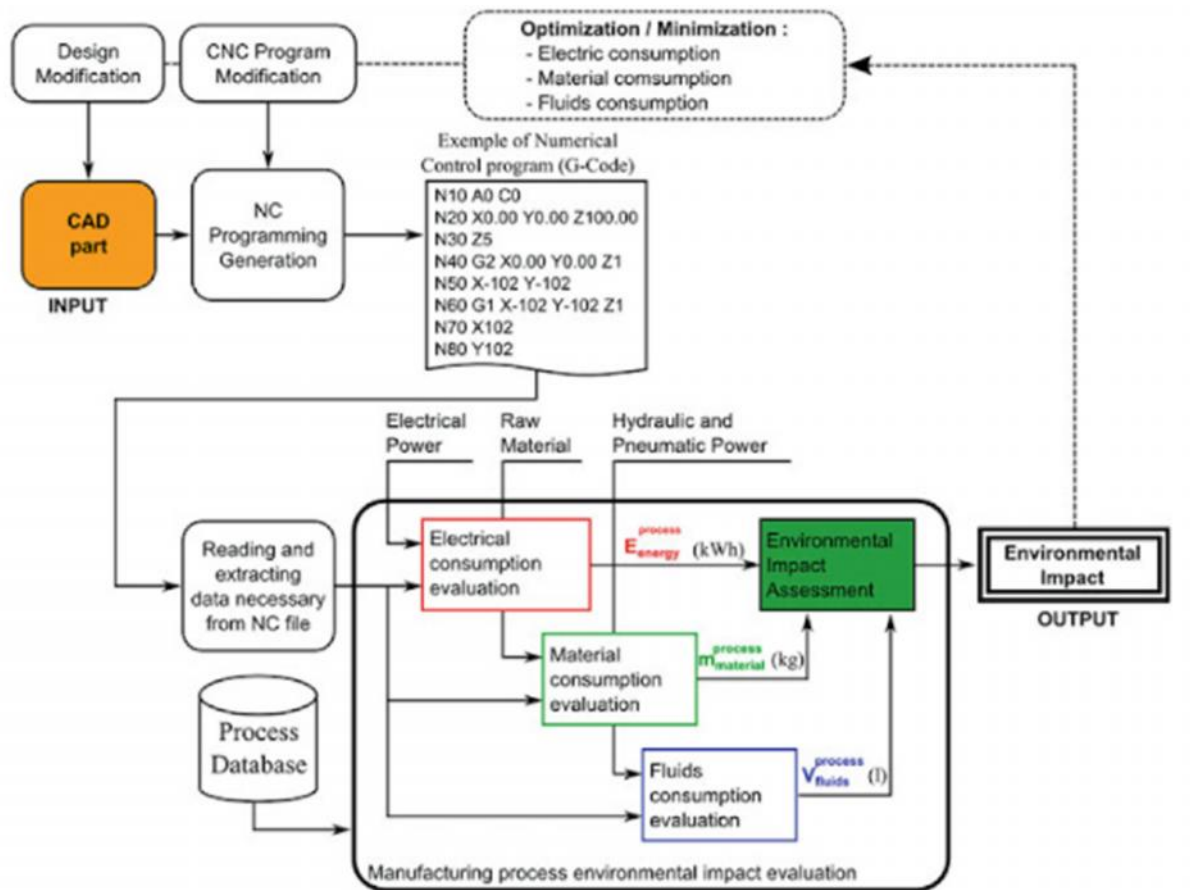 Design
Modification
CNC Program
Modification
Optimization / Minimization :
- Electric consumption
- Material comsumption
- Fluids consumption
Exemple of Numerical
Control program (G-Code)
CAD
part
INPUT
NC
Programming
Generation
N10 A0 C0
N20 X0.00 Y0.00 Z100.00
N30 Z5
N40 G2 X0.00 Y0.00 Z1
N50 X-102 Y-102
N60 G1 X-102 Y-102 Z1
N70 X102
N80 Y102
Electrical
Power
Raw
Material
Hydraulic and
Pneumatic Power
Reading and
extracting
data necessary
from NC file
Electrical
consumption
evaluation
E process energy (kWh)
Environmental
Impact
Assessment
Environmental
Impact
OUTPUT
Material
consumption
evaluation
m process material (kg)
Process
Database
Fluids
consumption
evaluation
V process fluids (l)
Manufacturing process environmental impact evaluation